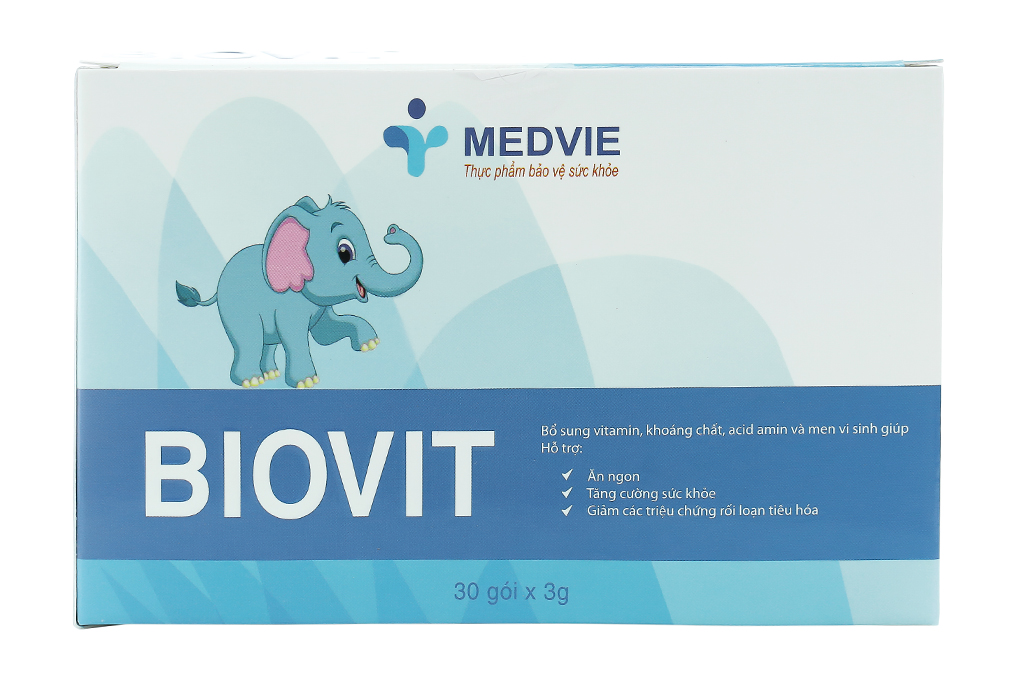 MEDVIE
Thực phẩm bảo vệ sức khỏe
BIOVIT
Bổ sung vitamin, khoáng chất, acid amin và men vi sinh giúp
Hỗ trợ:
Ăn ngon
Tăng cường sức khỏe
Giảm các triệu chứng rối loạn tiêu hóa
30 gói x 3g